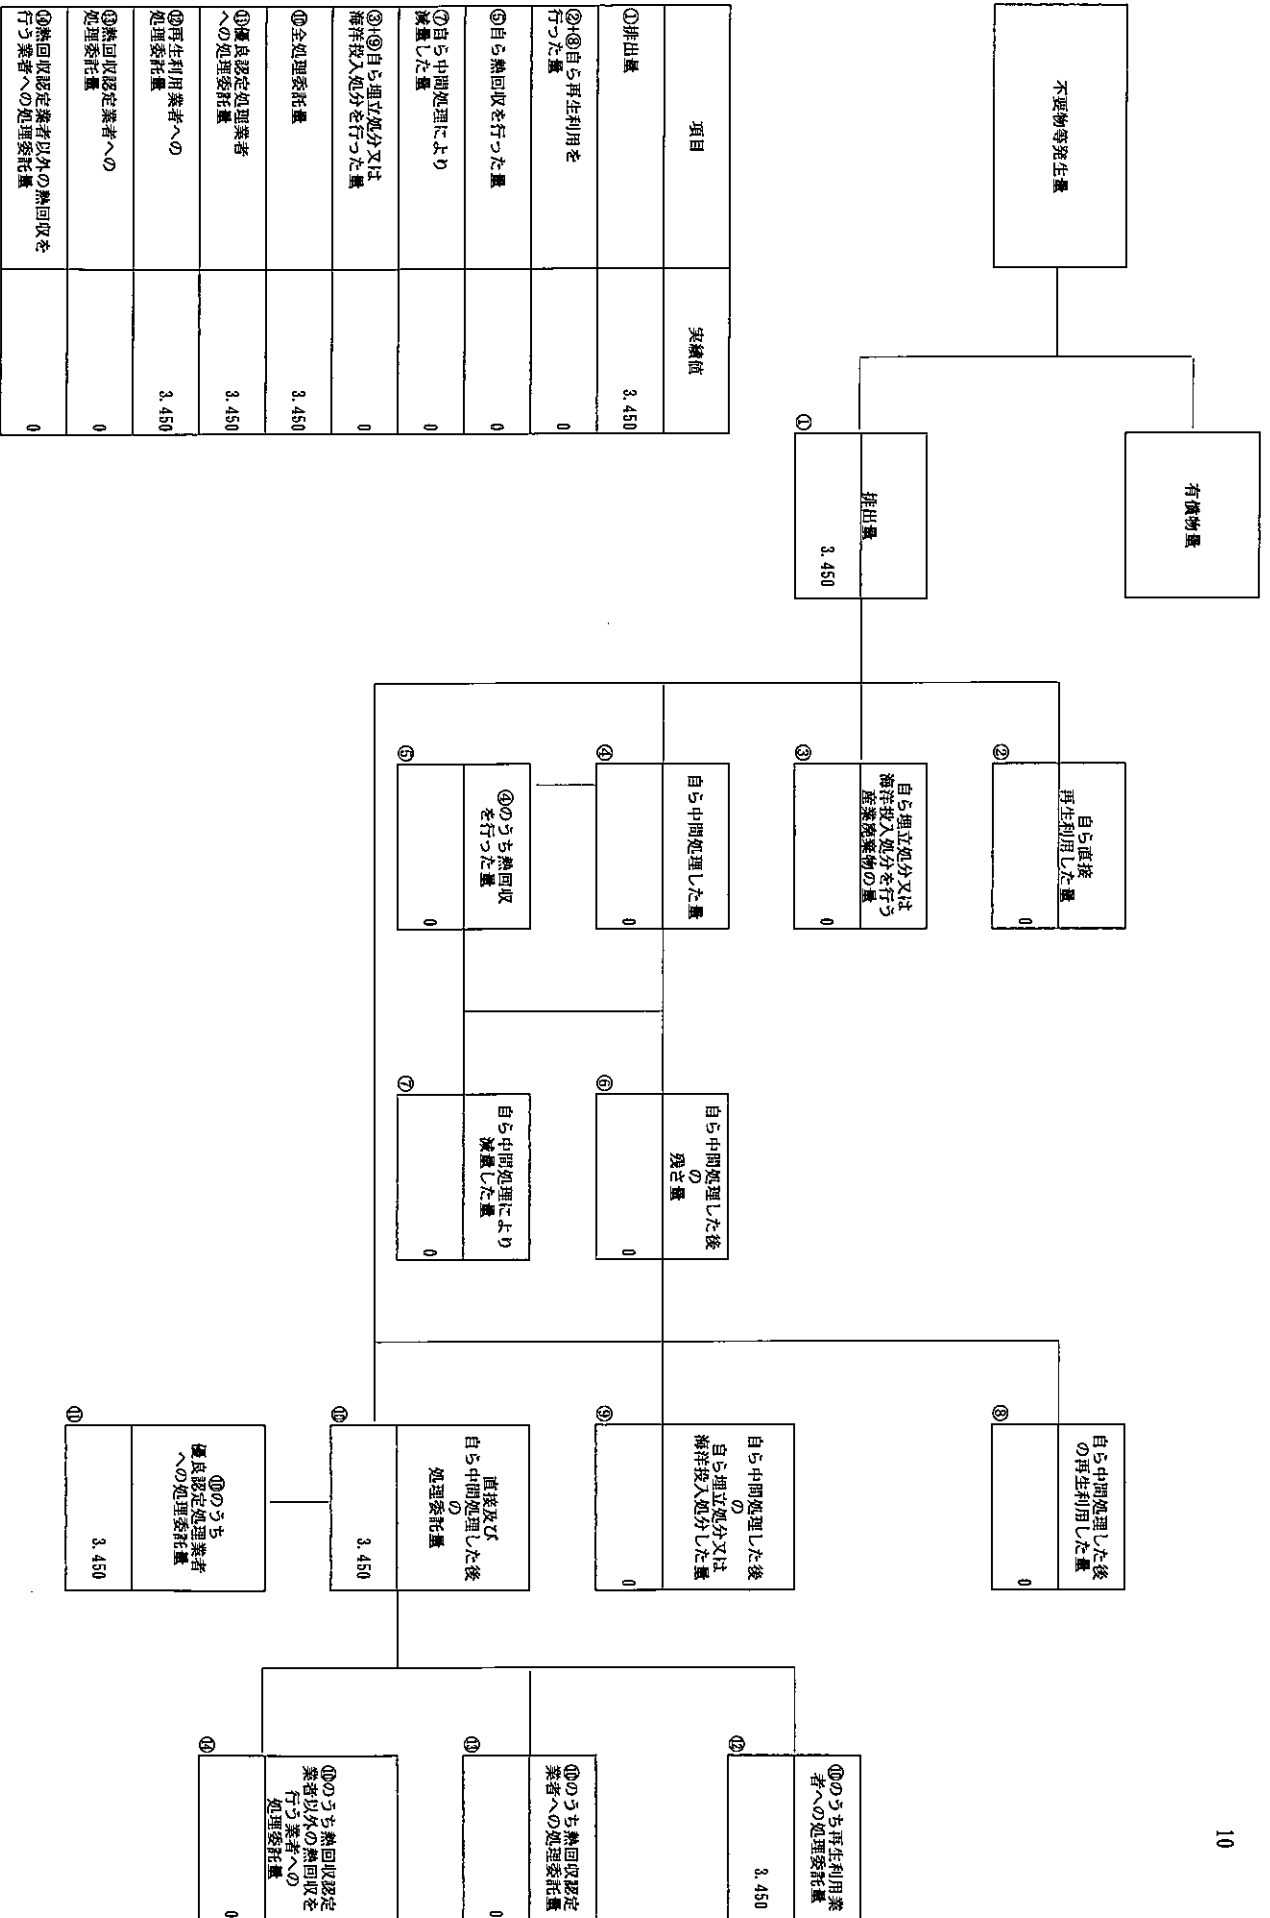 10
不要物等発生量
有償物量
①
排出量
3.450
②
自ら直接
再生利用した量
0
③
自ら埋立処分又は
海洋投入処分を行う
産業廃棄物の量
0
④
自ら中間処理した量
0
⑤
④のうち熱回収
を行った量
0
⑥
自ら中間処理した後
の
残さ量
0
⑦
自ら中間処理により
減量した量
0
⑧
自ら中間処理した後
の再生利用した量
0
⑨
自ら中間処理した後
の
自ら埋立処分又は
海洋投入処分した量
0
⑩
直接及び
自ら中間処理した後
の
処理委託量
3.450
⑪
⑩のうち
優良認定処理業者
への処理委託量
3.450
⑫
⑩のうち再生利用業
者への処理委託量
3.450
⑬
⑩のうち熱回収認定
業者への処理委託量
0
⑭
⑩のうち熱回収認定
業者以外の熱回収を
行う業者への
処理委託量
0
項目 実績値
①排出量 3.450
②+⑧自ら再生利用を
行った量 0
⑤自ら熱回収を行った量 0
⑦自ら中間処理により
減量した量 0
③+⑨自ら埋立処分又は
海洋投入処分を行った量 0
⑩全処理委託量 3.450
⑪優良認定処理業者
への処理委託量 3.450
⑫再生利用業者への
処理委託量 3.450
⑬熱回収認定業者への
処理委託量 0
⑭熱回収認定業者以外の熱回収を
行う業者への処理委託量 0